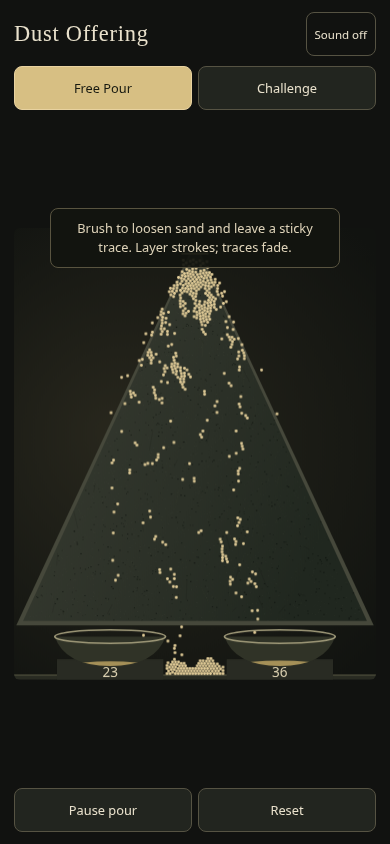 Dust Offering
Sound off
Free Pour
Challenge
Brush to loosen sand and leave a sticky
trace. Layer strokes; traces fade.
23
36
Pause pour
Reset